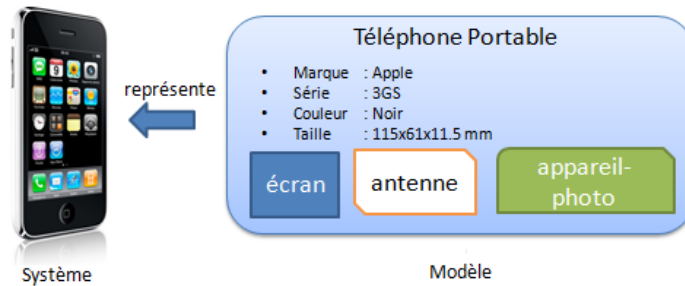 Téléphone Portable
• Marque : Apple
• Série : 3GS
• Couleur : Noir
• Taille : 115x61x11.5 mm
représente
écran
antenne
appareil-
photo
Système
Modèle